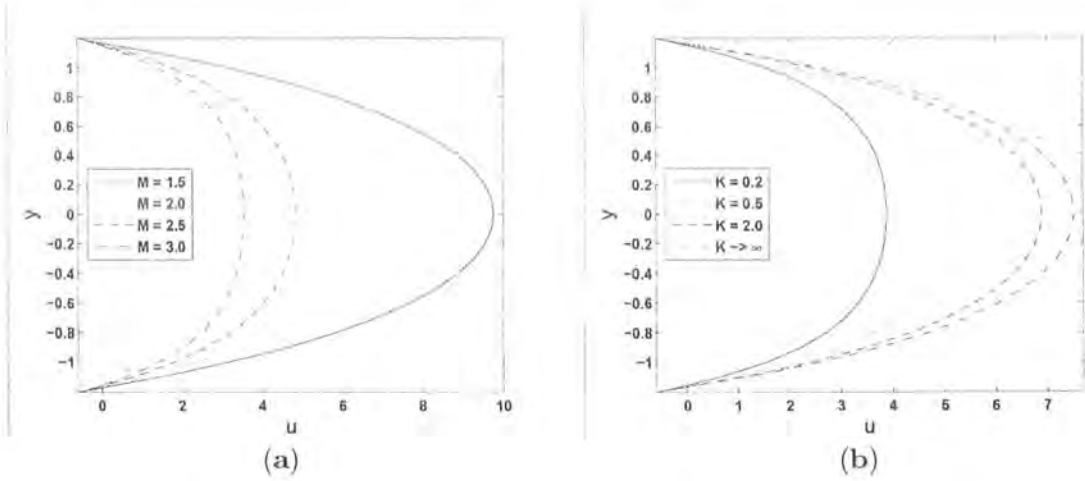 1
0.8
0.6
0.4
0.2
0
−0.2
−0.4
−0.6
−0.8
−1
y
M = 1.5
M = 2.0
M = 2.5
M = 3.0
0 2 4 6 8 10
u
(a)
1
0.8
0.6
0.4
0.2
0
−0.2
−0.4
−0.6
−0.8
−1
y
K = 0.2
K = 0.5
K = 2.0
K −> ∞
0 1 2 3 4 5 6 7
u
(b)